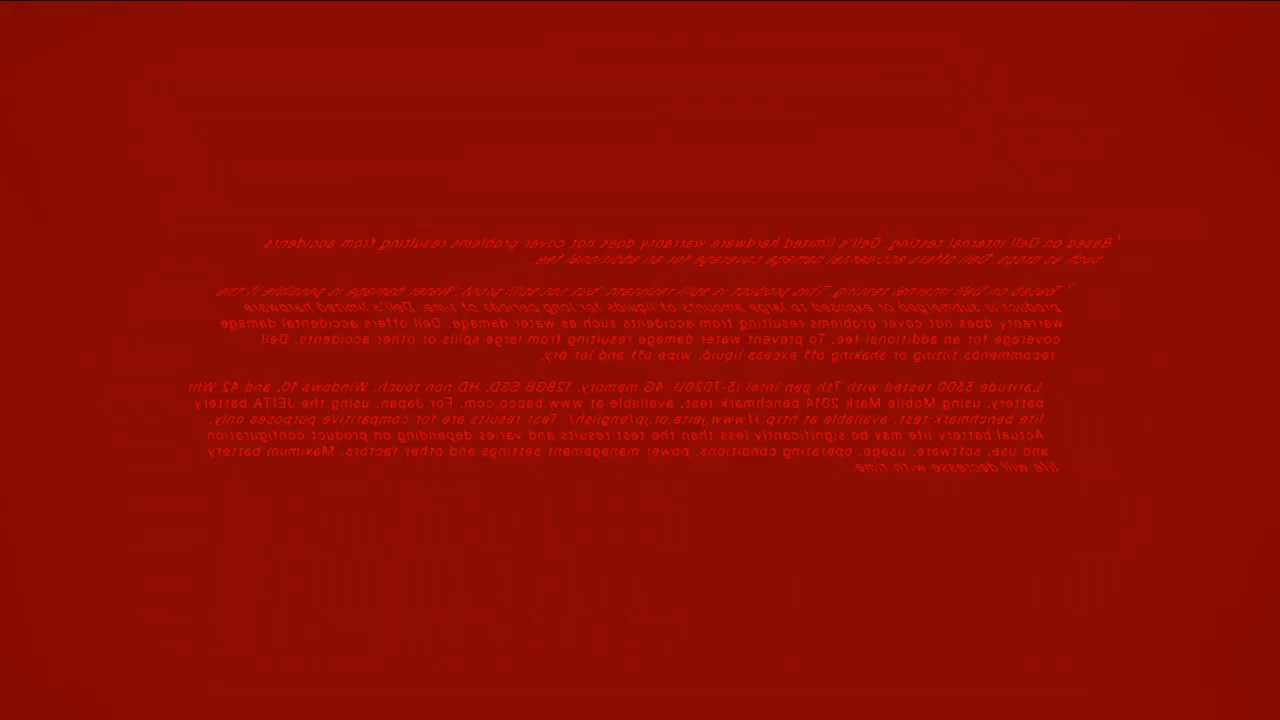 ¹ Based on Dell internal testing. Dell's limited hardware warranty does not cover problems resulting from accidents
such as drops. Dell offers accidental damage coverage for an additional fee
² Based on Dell internal testing. This product is spill resistant, but not spill proof. Water damage is possible if the
product is submerged or exposed to large amounts of liquids for long periods of time. Dell's limited hardware
warranty does not cover problems resulting from accidents such as water damage. Dell offers accidental damage
coverage for an additional fee. To prevent water damage resulting from large spills or other accidents, Dell
recommends tilting or shaking off excess liquid, wipe off and let dry.
Latitude 3300 tested with 7th gen Intel i3-7020U, 4G memory, 128GB SSD, HD non touch, Windows 10, and 42 Whr
battery, using Mobile Mark 2014 benchmark test, available at www.bapco.com. For Japan, using the JEITA battery
life benchmark test, available at http://www.jeita.or.jp/english/. Test results are for comparitive purposes only.
Actual battery life may be significantly less than the test results and varies depending on product configuration
and use, software, usage, operating conditions, power management settings and other factors. Maximum battery
life will decrease with time.